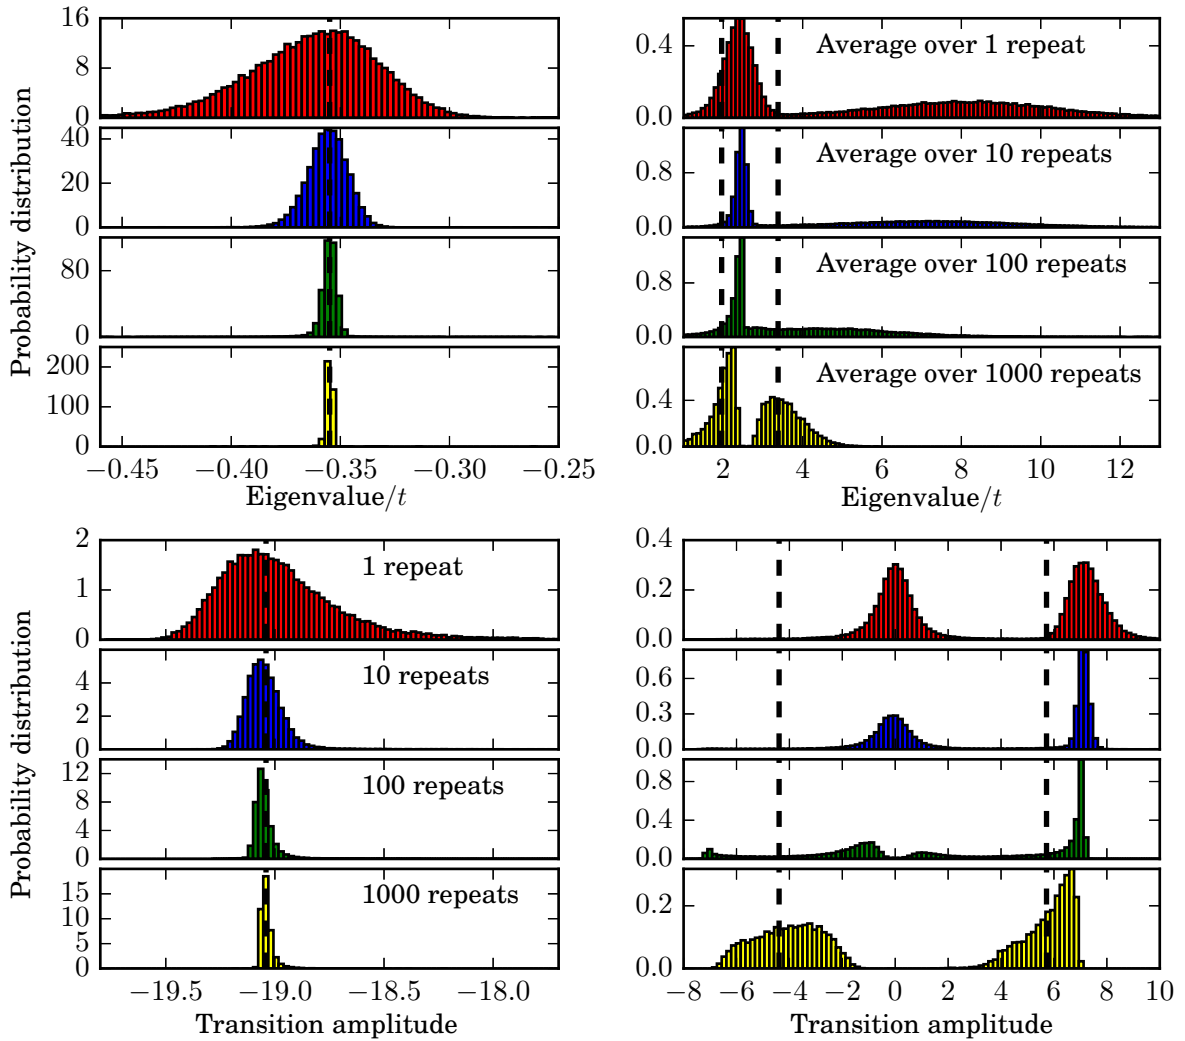 Probability distribution
16
8
0
40
20
0
80
0
200
100
0
−0.45 −0.40 −0.35 −0.30 −0.25
Eigenvalue/t
0.4
0.0
Average over 1 repeat
0.8
0.0
Average over 10 repeats
0.8
0.0
Average over 100 repeats
0.4
0.0
Average over 1000 repeats
2 4 6 8 10 12
Eigenvalue/t
Probability distribution
2
1
0
1 repeat
4
2
0
10 repeats
12
8
4
0
100 repeats
15
10
5
0
1000 repeats
−19.5 −19.0 −18.5 −18.0
Transition amplitude
0.4
0.2
0.0
0.6
0.3
0.0
0.8
0.4
0.0
0.2
0.0
−8 −6 −4 −2 0 2 4 6 8 10
Transition amplitude